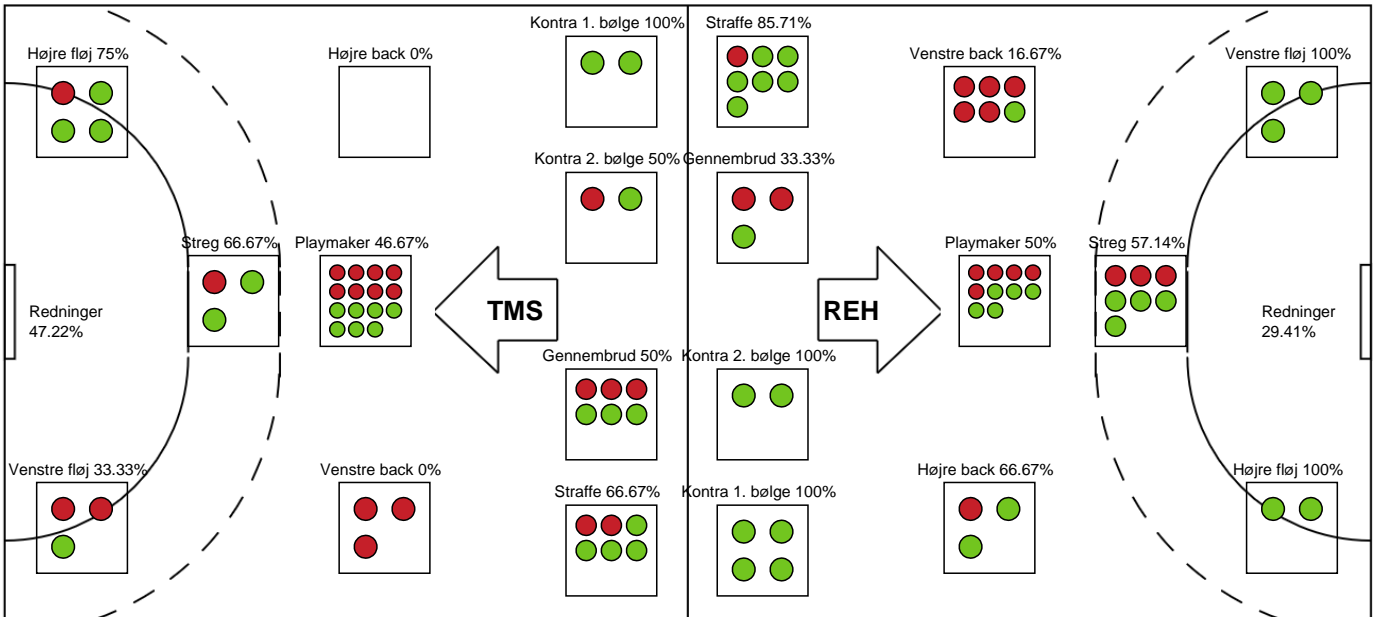 Kontra 1. bølge 100%
Straffe 85.71%
Højre fløj 75%
Højre back 0%
Venstre back 16.67%
Venstre fløj 100%
Kontra 2. bølge 50%
Gennembrud 33.33%
Streg 66.67%
Playmaker 46.67%
Playmaker 50%
Streg 57.14%
Redninger
47.22%
TMS
REH
Redninger
29.41%
Gennembrud 50%
Kontra 2. bølge 100%
Venstre fløj 33.33%
Venstre back 0%
Højre back 66.67%
Højre fløj 100%
Straffe 66.67%
Kontra 1. bølge 100%